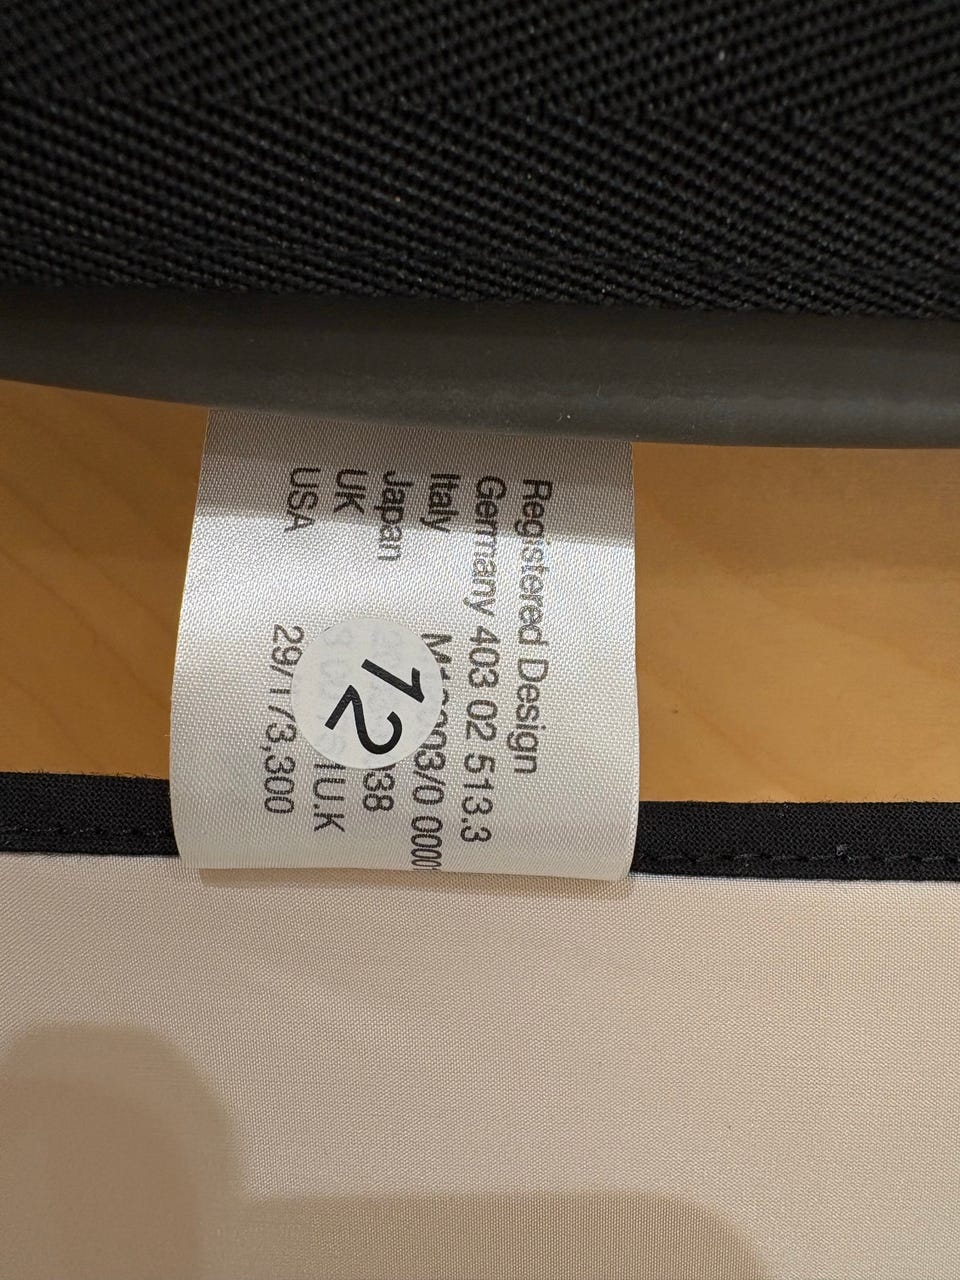 Registered Design
Germany 403 02 513.3
Italy
Japan
UK
USA 29/173,300
12